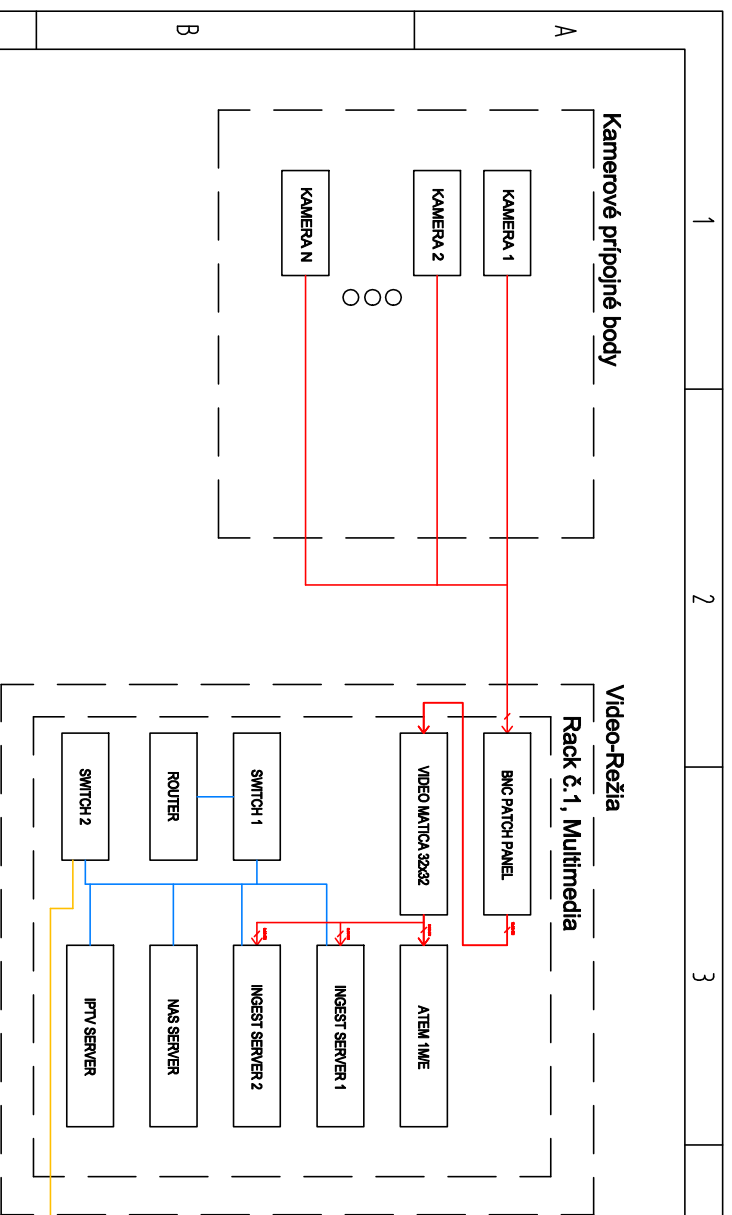 1
2
3
A
B
Kamerové prípojné body
KAMERA 1
KAMERA 2
KAMERA N
Video-Režia
Rack č.1, Multimedia
BNC PATCH PANEL
VIDEO MATICA 32x32
ATEM 1M/E
SWITCH 1
INGEST SERVER 1
ROUTER
INGEST SERVER 2
SWITCH 2
NAS SERVER
IPTV SERVER